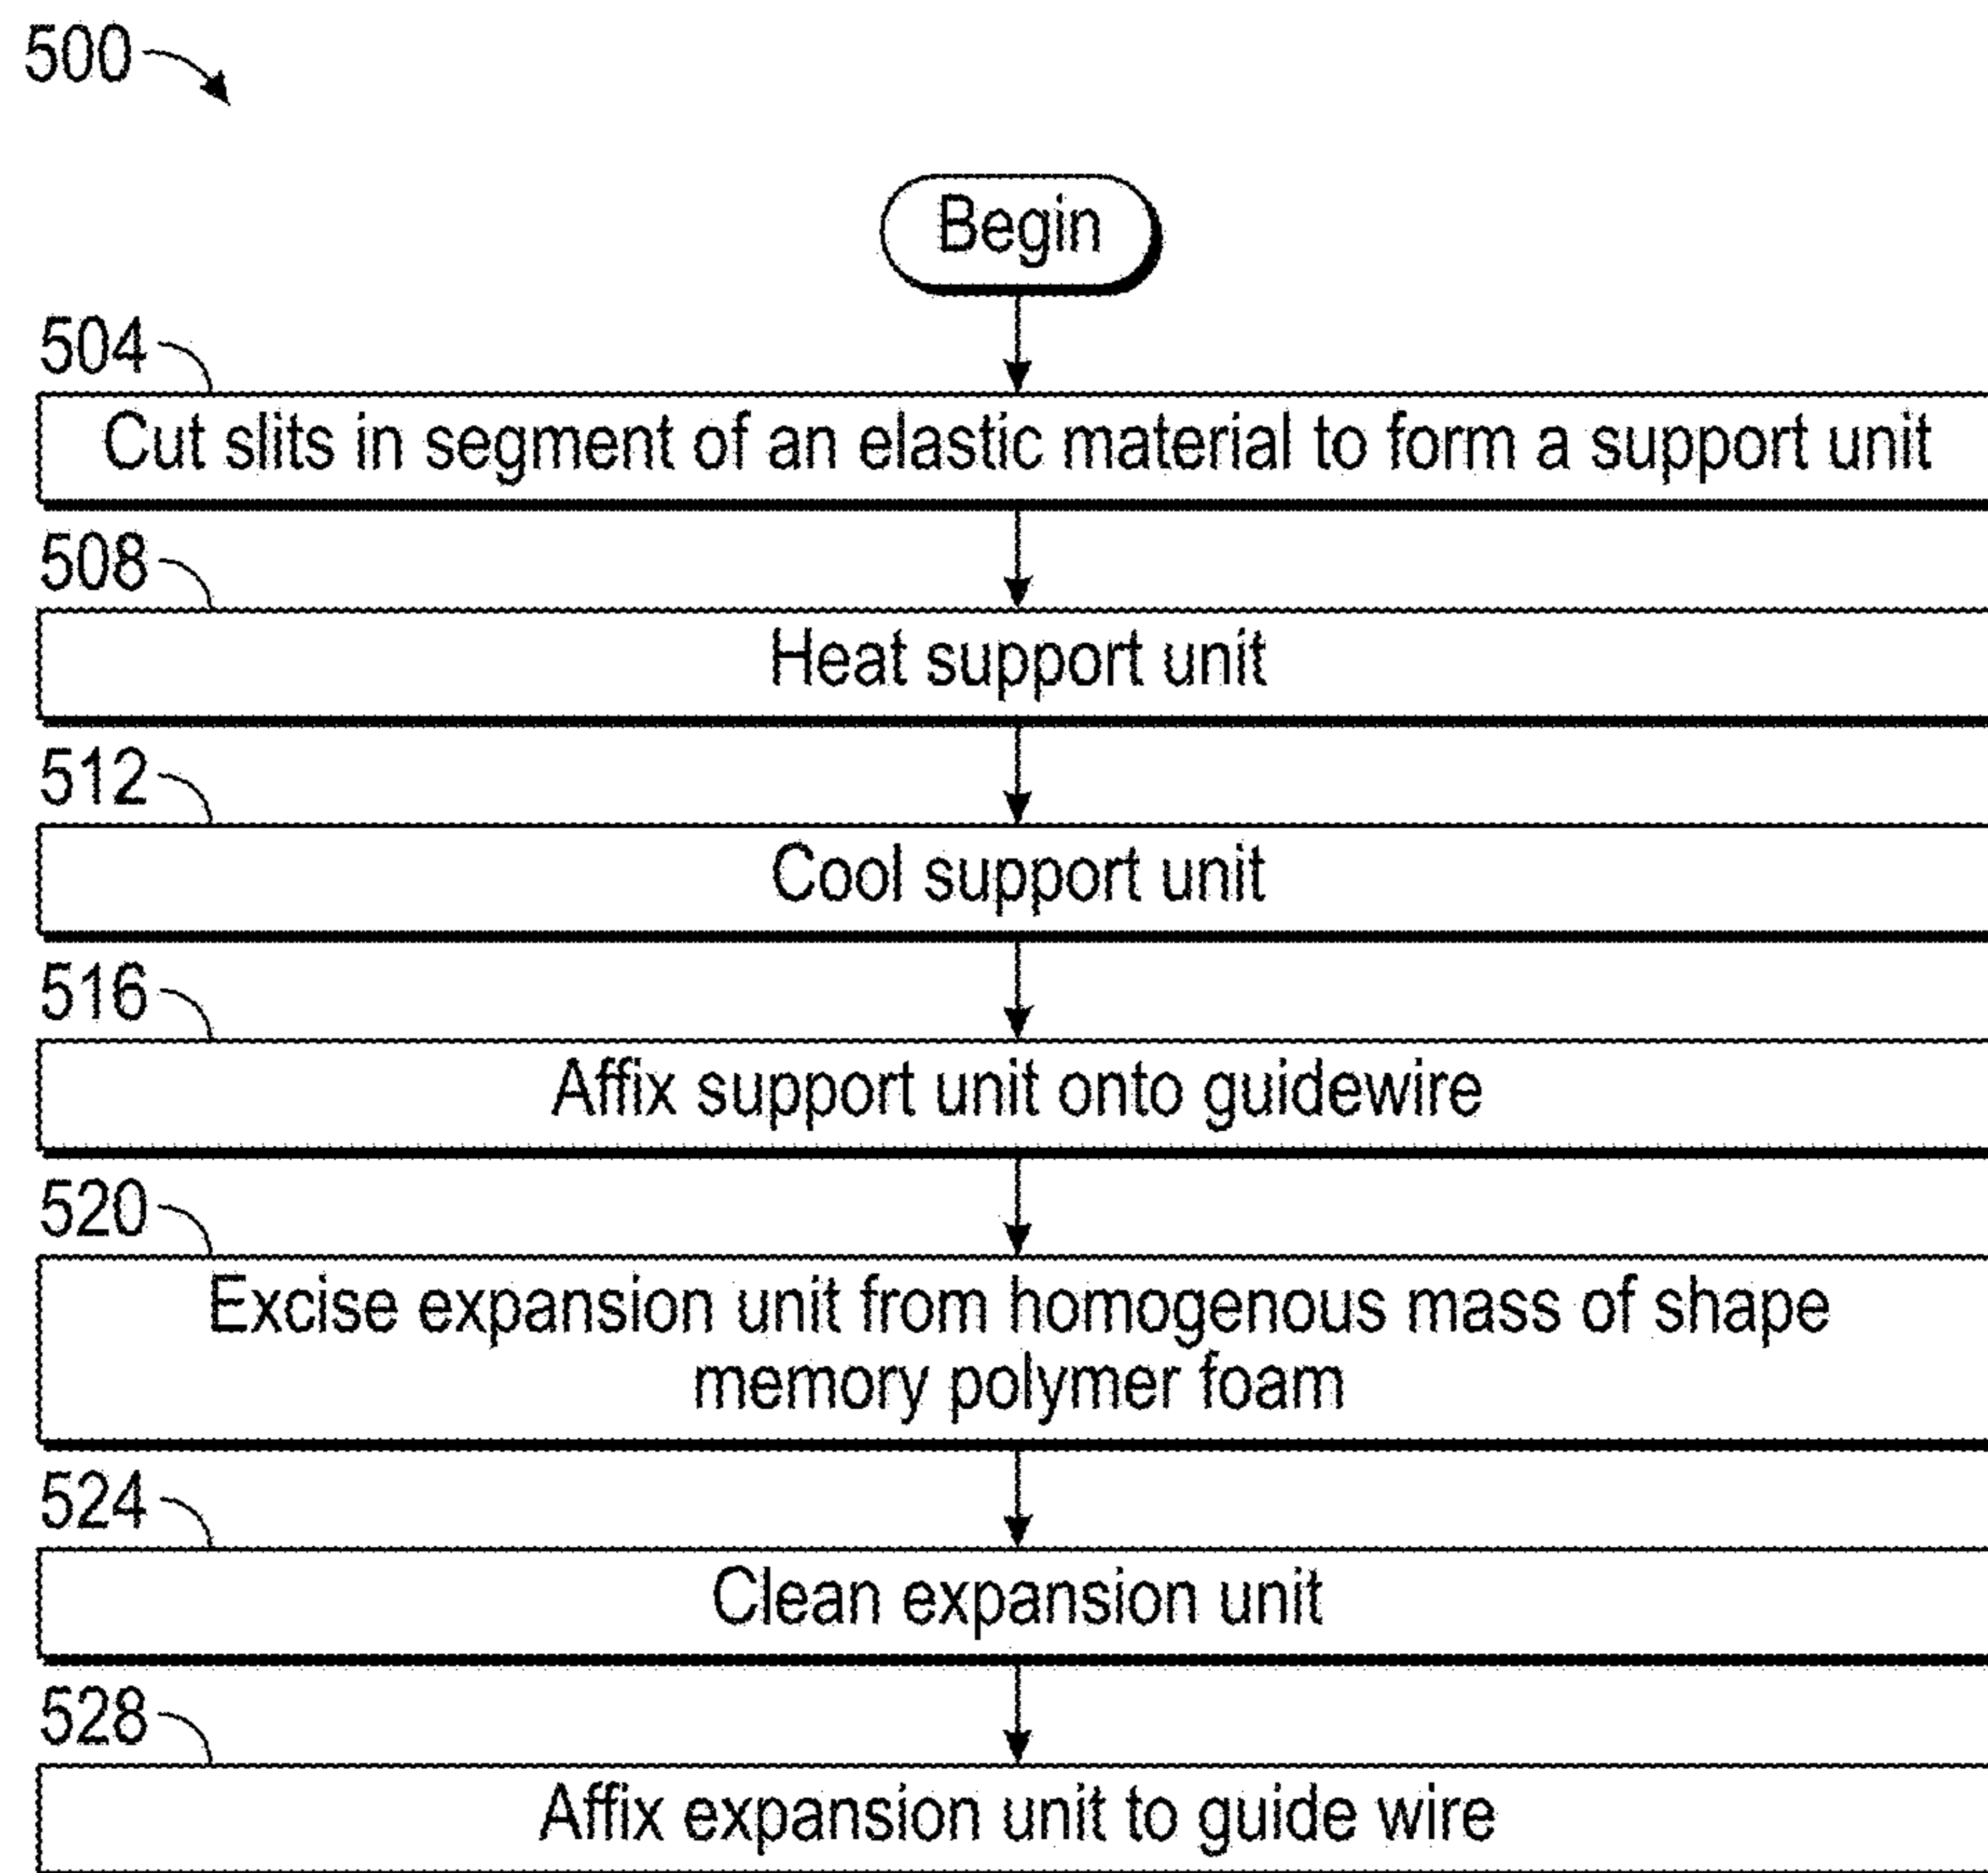 500
Begin
504
Cut slits in segment of an elastic material to form a support unit
508
Heat support unit
512
Cool support unit
516
Affix support unit onto guidewire
520
Excise expansion unit from homogenous mass of shape
memory polymer foam
524
Clean expansion unit
528
Affix expansion unit to guide wire